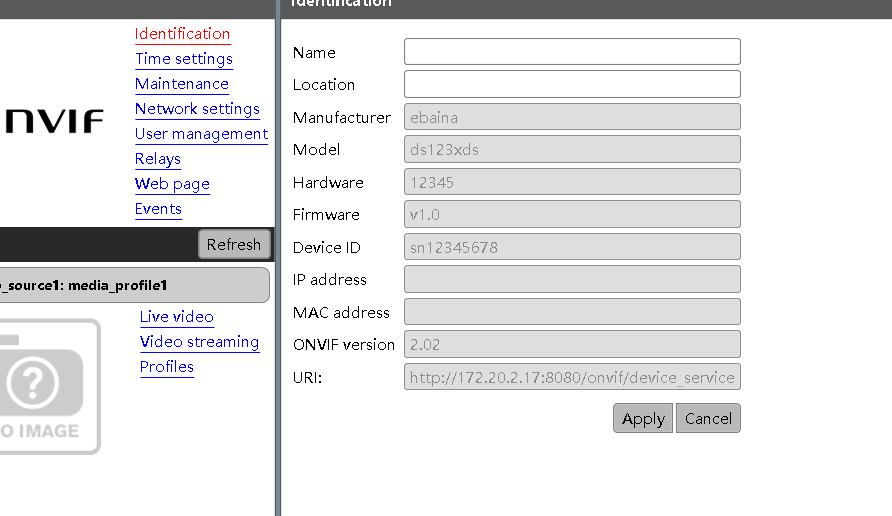 Identification
Identification
Time settings
Maintenance
Network settings
User management
Relays
Web page
Events
NVIF
Refresh
_source1: media_profile1
Live video
Video streaming
Profiles
O IMAGE
Name
Location
Manufacturer ebaina
Model ds123xds
Hardware 12345
Firmware v1.0
Device ID sn12345678
IP address
MAC address
ONVIF version 2.02
URI: http://172.20.2.17:8080/onvif/device_service
Apply Cancel